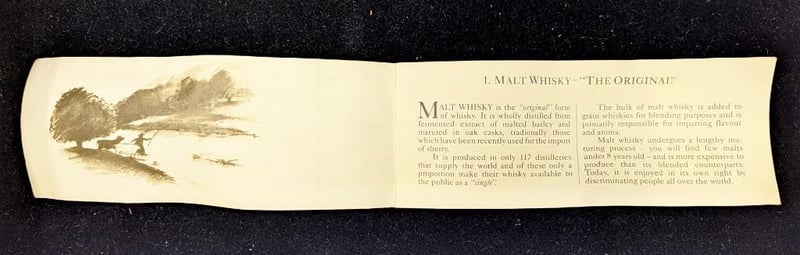 1. MALT WHISKY – "THE ORIGINAL"
MALT WHISKY is the "original" form
of whisky. It is wholly distilled from
fermented extract of malted barley and
matured in oak casks, tradionally those
which have been recently used for the import
of sherry.
It is produced in only 117 distilleries
that supply the world and of these only a
proportion make their whisky available to
the public as a "single".
The bulk of malt whisky is added to
grain whiskies for blending purposes and is
primarily responsible for imparting flavour
and aroma.
Malt whisky undergoes a lengthy ma-
turing process – you will find few malts
under 8 years old – and is more expensive to
produce than its blended counterparts.
Today, it is enjoyed in its own right by
discriminating people all over the world.